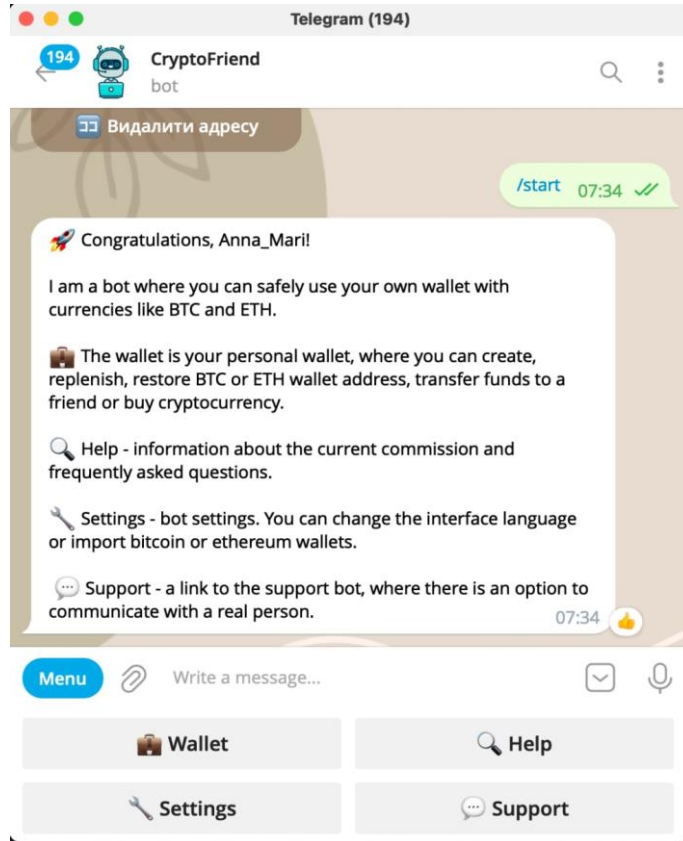 Telegram (194)
194
CryptoFriend
bot
Видалити адресу
/start 07:34
Congratulations, Anna_Mari!
I am a bot where you can safely use your own wallet with
currencies like BTC and ETH.
The wallet is your personal wallet, where you can create,
replenish, restore BTC or ETH wallet address, transfer funds to a
friend or buy cryptocurrency.
Help - information about the current commission and
frequently asked questions.
Settings - bot settings. You can change the interface language
or import bitcoin or ethereum wallets.
Support - a link to the support bot, where there is an option to
communicate with a real person.
07:34
Menu
Write a message...
Wallet
Help
Settings
Support